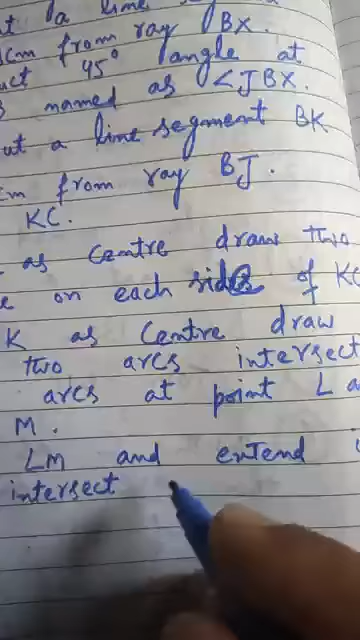 a line
cm from ray BX.
uct 45° angle at
named as <JBX.
ut a line segment BK
cm from ray BJ.
KC.
as centre draw two
e on each side of KC
K as Centre draw
two arcs intersect
arcs at point L a
M.
LM and extend i
intersect